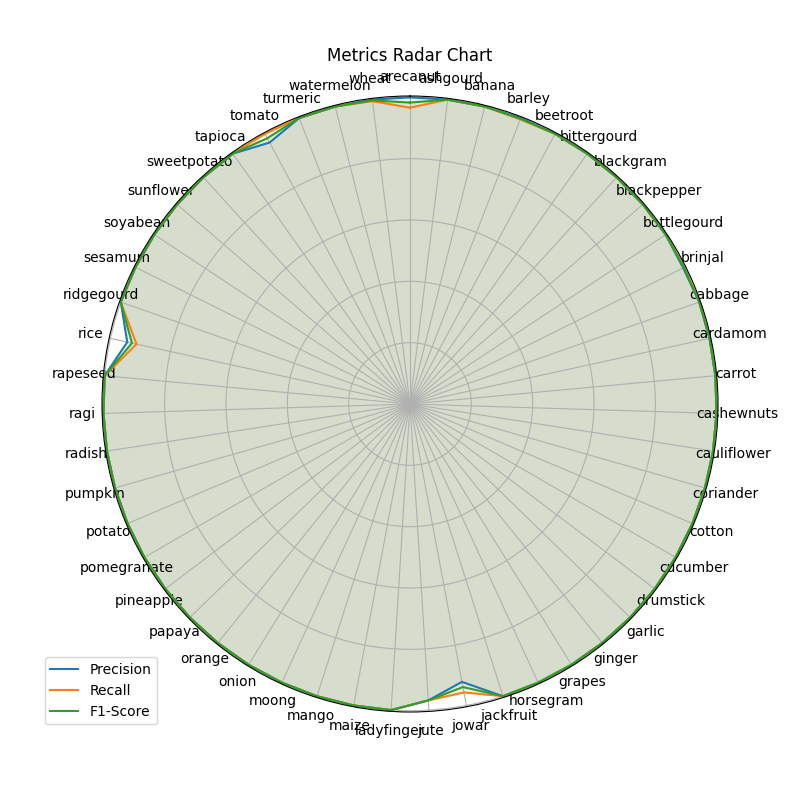 Metrics Radar Chart
arecanut
ashgourd
banana
barley
beetroot
bittergourd
blackgram
blackpepper
bottlegourd
brinjal
cabbage
cardamom
carrot
cashewnuts
cauliflower
coriander
cotton
cucumber
drumstick
garlic
ginger
grapes
horsegram
jackfruit
jowar
jute
ladyfinger
maize
mango
moong
onion
orange
papaya
pineapple
pomegranate
potato
pumpkin
radish
ragi
rapeseed
rice
ridgegourd
sesamum
soyabean
sunflower
sweetpotato
tapioca
tomato
turmeric
watermelon
wheat
Precision
Recall
F1-Score